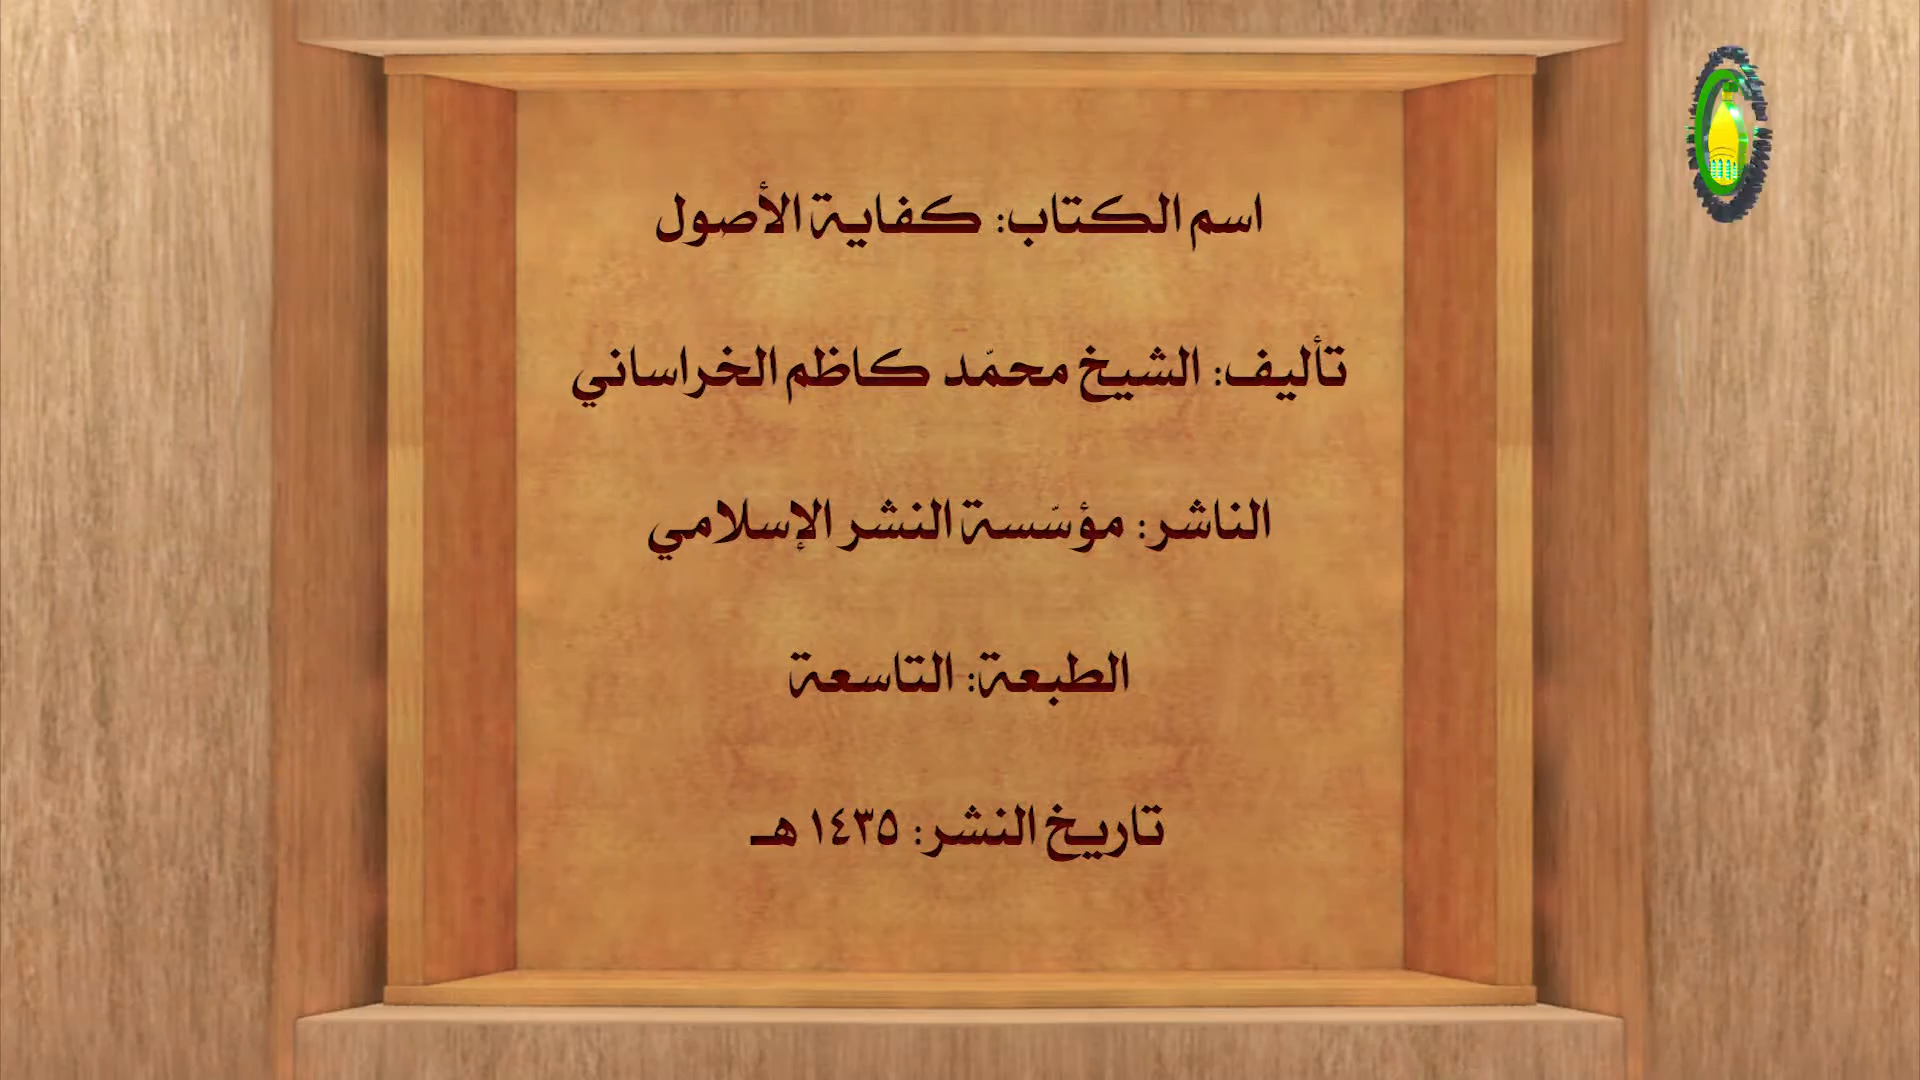 اسم الكتاب: كفاية الأصول
تأليف: الشيخ محمّد كاظم الخراساني
الناشر: مؤسّسة النشر الإسلامي
الطبعة: التاسعة
تاريخ النشر: ١٤٣٥ هـ